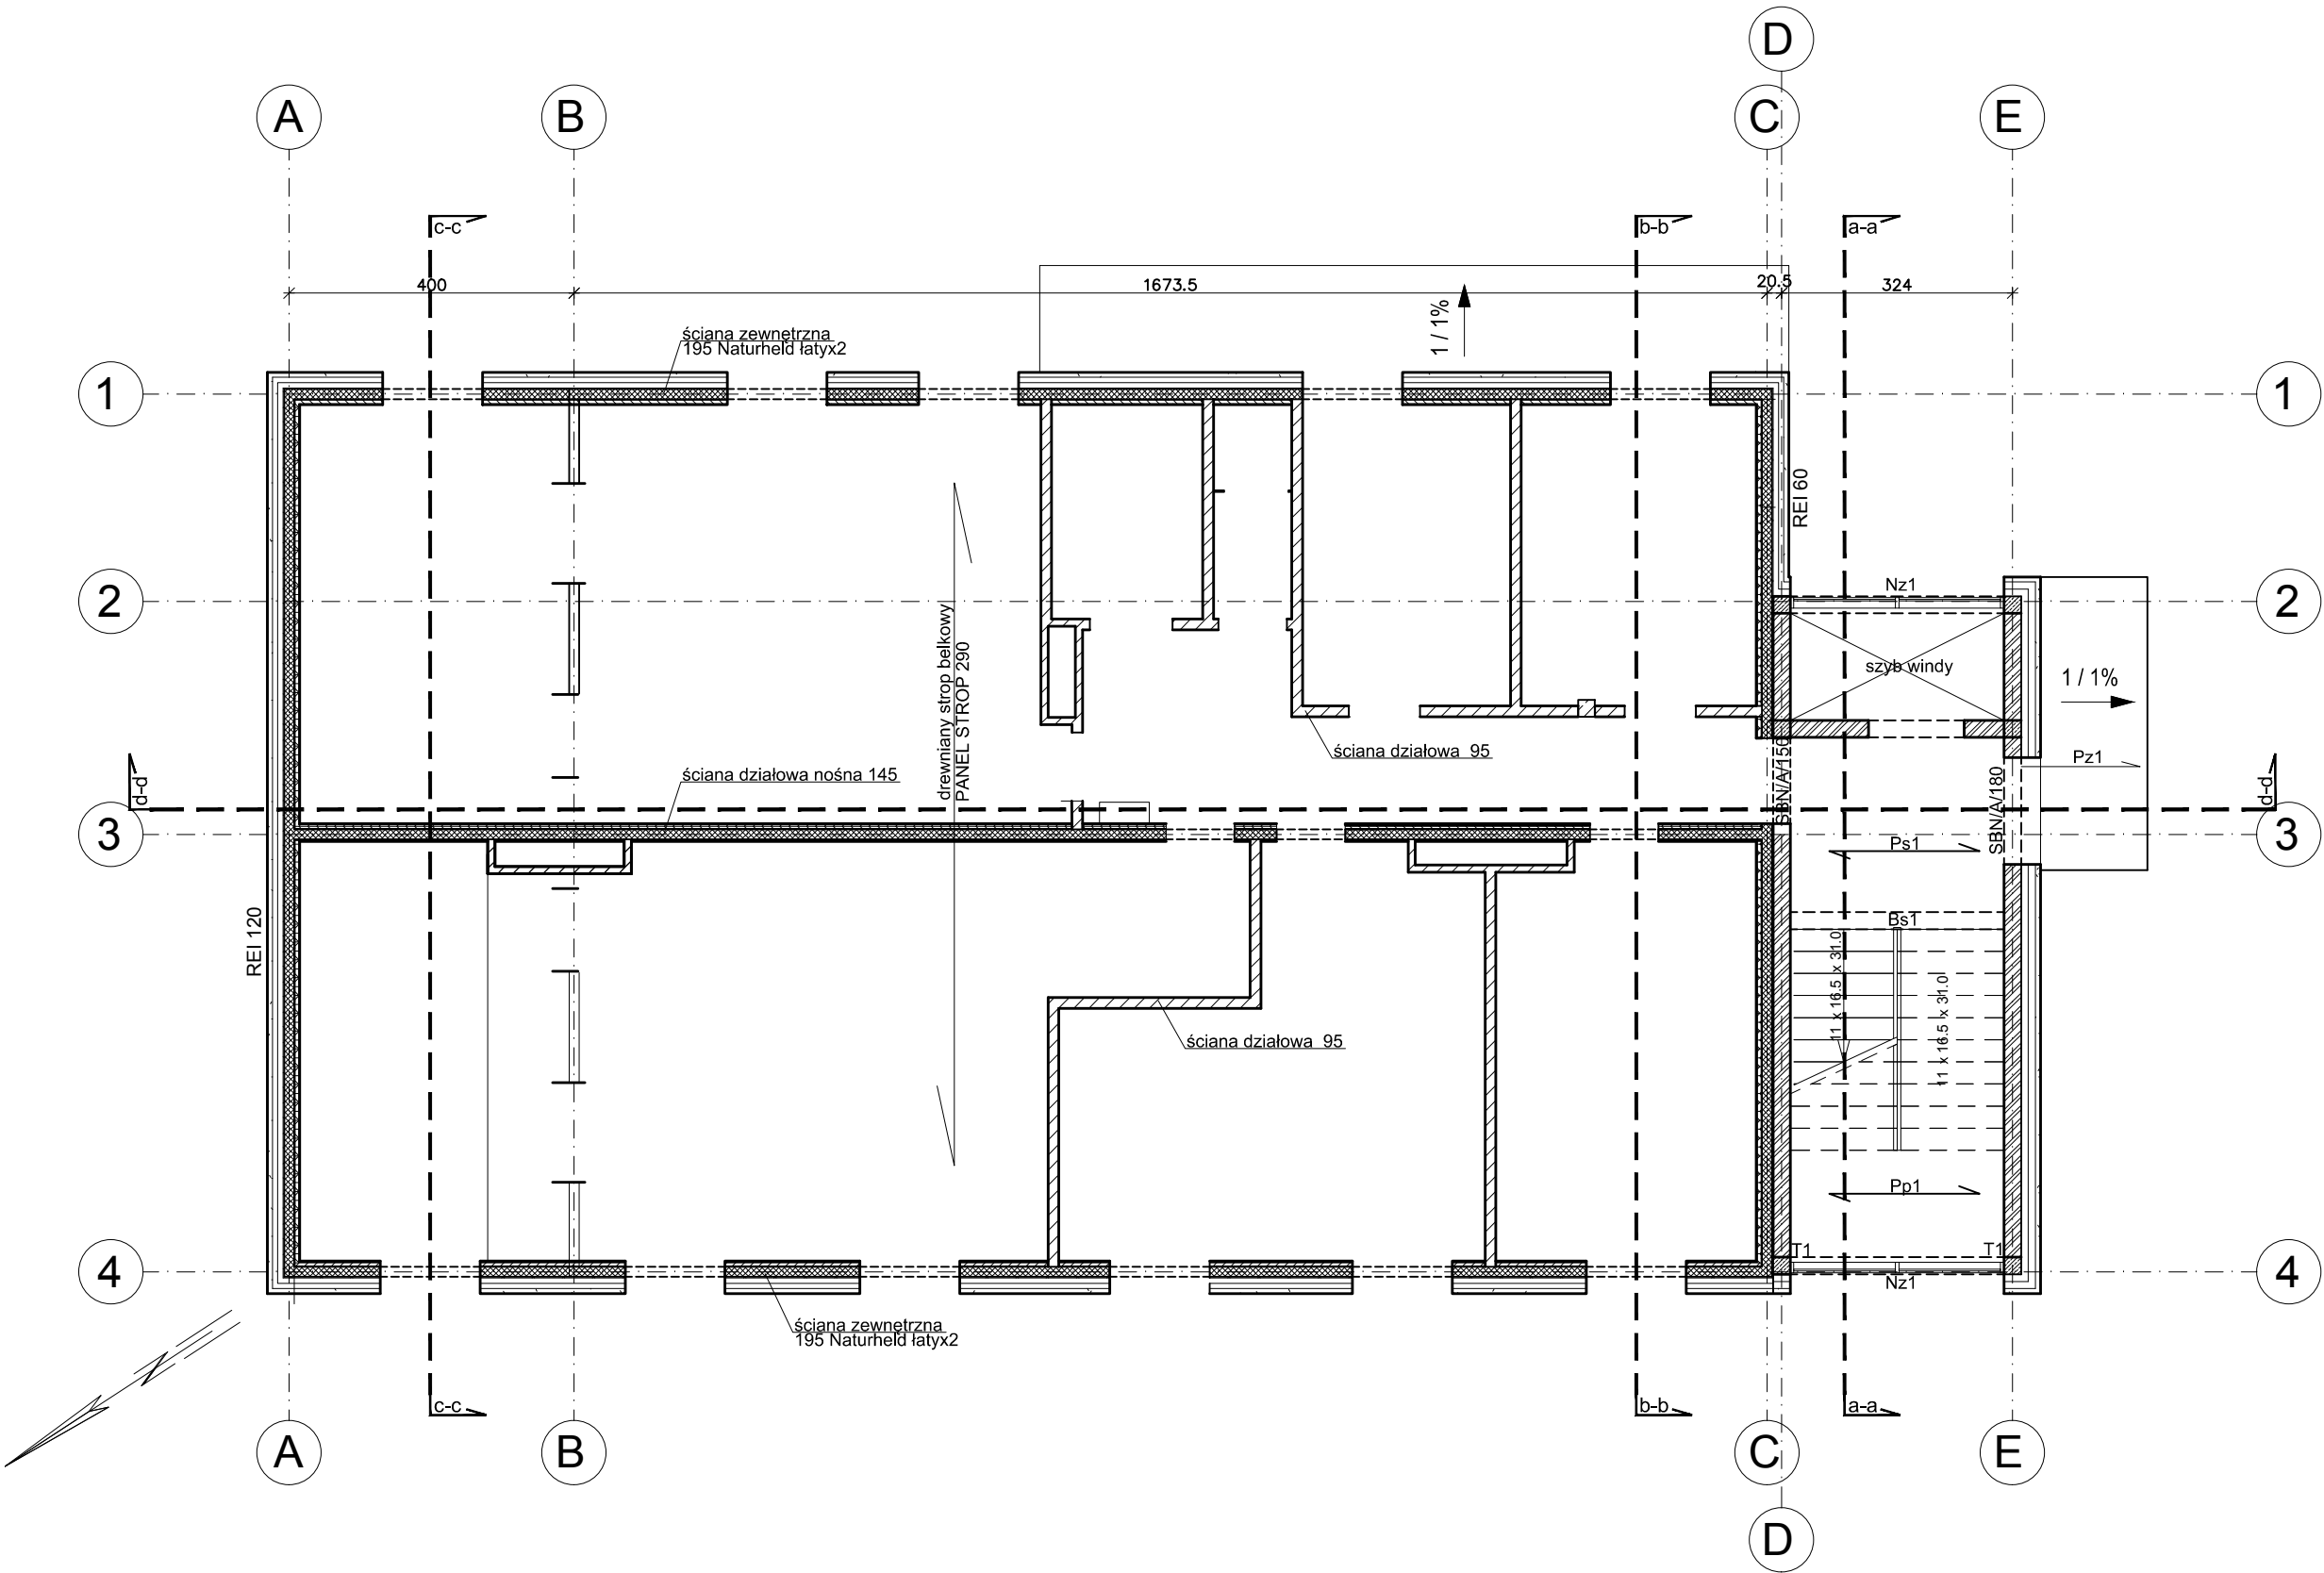 D
A
B
C
E
c-c
b-b
a-a
400
1673.5
20.5
324
ściana zewnętrzna
195 Naturheld łatyx2
1 / 1%
1
1
REI 60
2
Nz1
2
szyb windy
1 / 1%
drewniany strop belkowy
PANEL STROP 290
ściana działowa 95
SBN/A/150
Pz1
d-d
ściana działowa nośna 145
SBN/A/180
d-d
3
Ps1
3
REI 120
Bs1
11 x 16.5 x 31.0
11 x 16.5 x 31.0
ściana działowa 95
Pp1
T1
T1
4
Nz1
4
ściana zewnętrzna
195 Naturheld łatyx2
N
c-c
b-b
a-a
A
B
C
E
D